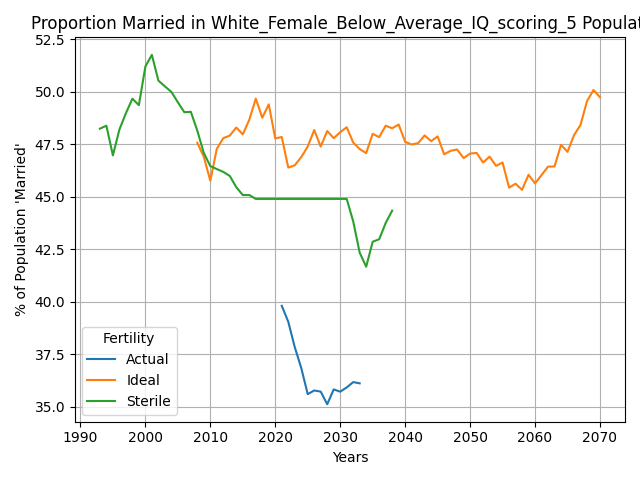 Proportion Married in White_Female_Below_Average_IQ_scoring_5 Populat
52.5
50.0
47.5
45.0
42.5
40.0
37.5
35.0
% of Population 'Married'
Fertility
Actual
Ideal
Sterile
1990 2000 2010 2020 2030 2040 2050 2060 2070
Years